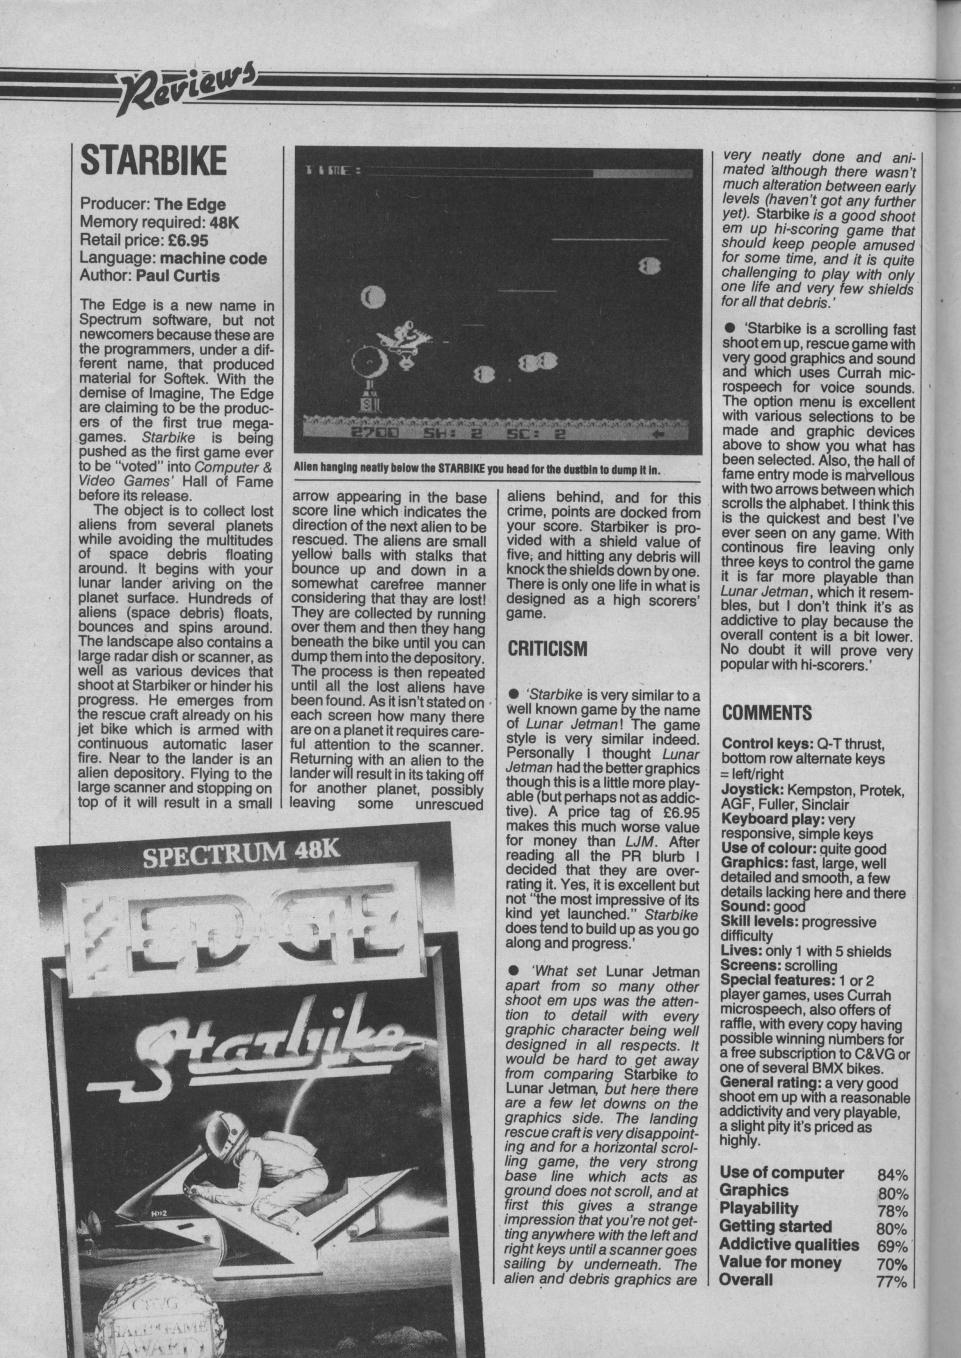 Reviews
STARBIKE
Producer: The Edge
Memory required: 48K
Retail price: £6.95
Language: machine code
Author: Paul Curtis
The Edge is a new name in
Spectrum software, but not
newcomers because these are
the programmers, under a dif-
ferent name, that produced
material for Softek. With the
demise of Imagine, The Edge
are claiming to be the produc-
ers of the first true mega-
games. Starbike is being
pushed as the first game ever
to be "voted" into Computer &
Video Games' Hall of Fame
before its release.
The object is to collect lost
aliens from several planets
while avoiding the multitudes
of space debris floating
around. It begins with your
lunar lander ariving on the
planet surface. Hundreds of
aliens (space debris) floats,
bounces and spins around.
The landscape also contains a
large radar dish or scanner, as
well as various devices that
shoot at Starbiker or hinder his
progress. He emerges from
the rescue craft already on his
jet bike which is armed with
continuous automatic laser
fire. Near to the lander is an
alien depository. Flying to the
large scanner and stopping on
top of it will result in a small
TIME:
2700 SH: 2 SC: 2
Alien hanging neatly below the STARBIKE you head for the dustbin to dump it in.
arrow appearing in the base
score line which indicates the
direction of the next alien to be
rescued. The aliens are small
yellow balls with stalks that
bounce up and down in a
somewhat carefree manner
considering that they are lost!
They are collected by running
over them and then they hang
beneath the bike until you can
dump them into the depository.
The process is then repeated
until all the lost aliens have
been found. As it isn't stated on
each screen how many there
are on a planet it requires care-
ful attention to the scanner.
Returning with an alien to the
lander will result in its taking off
for another planet, possibly
leaving some unrescued
aliens behind, and for this
crime, points are docked from
your score. Starbiker is pro-
vided with a shield value of
five, and hitting any debris will
knock the shields down by one.
There is only one life in what is
designed as a high scorers'
game.
CRITICISM
● 'Starbike is very similar to a
well known game by the name
of Lunar Jetman! The game
style is very similar indeed.
Personally I thought Lunar
Jetman had the better graphics
though this is a little more play-
able (but perhaps not as addic-
tive). A price tag of £6.95
makes this much worse value
for money than LJM. After
reading all the PR blurb I
decided that they are over-
rating it. Yes, it is excellent but
not "the most impressive of its
kind yet launched." Starbike
does tend to build up as you go
along and progress.'
● 'What set Lunar Jetman
apart from so many other
shoot em ups was the atten-
tion to detail with every
graphic character being well
designed in all respects. It
would be hard to get away
from comparing Starbike to
Lunar Jetman, but here there
are a few let downs on the
graphics side. The landing
rescue craft is very disappoint-
ing and for a horizontal scrol-
ling game, the very strong
base line which acts as
ground does not scroll, and at
first this gives a strange
impression that you're not get-
ting anywhere with the left and
right keys until a scanner goes
sailing by underneath. The
alien and debris graphics are
very neatly done and ani-
mated although there wasn't
much alteration between early
levels (haven't got any further
yet). Starbike is a good shoot
em up hi-scoring game that
should keep people amused
for some time, and it is quite
challenging to play with only
one life and very few shields
for all that debris.'
● 'Starbike is a scrolling fast
shoot em up, rescue game with
very good graphics and sound
and which uses Currah mic-
rospeech for voice sounds.
The option menu is excellent
with various selections to be
made and graphic devices
above to show you what has
been selected. Also, the hall of
fame entry mode is marvellous
with two arrows between which
scrolls the alphabet. I think this
is the quickest and best I've
ever seen on any game. With
continous fire leaving only
three keys to control the game
it is far more playable than
Lunar Jetman, which it resem-
bles, but I don't think it's as
addictive to play because the
overall content is a bit lower.
No doubt it will prove very
popular with hi-scorers.'
COMMENTS
Control keys: Q-T thrust,
bottom row alternate keys
= left/right
Joystick: Kempston, Protek,
AGF, Fuller, Sinclair
Keyboard play: very
responsive, simple keys
Use of colour: quite good
Graphics: fast, large, well
detailed and smooth, a few
details lacking here and there
Sound: good
Skill levels: progressive
difficulty
Lives: only 1 with 5 shields
Screens: scrolling
Special features: 1 or 2
player games, uses Currah
microspeech, also offers of
raffle, with every copy having
possible winning numbers for
a free subscription to C&VG or
one of several BMX bikes.
General rating: a very good
shoot em up with a reasonable
addictivity and very playable,
a slight pity it's priced as
highly.
Use of computer 84%
Graphics 80%
Playability 78%
Getting started 80%
Addictive qualities 69%
Value for money 70%
Overall 77%
SPECTRUM 48K
EDGE
Starbike
C&VG
HALL OF FAME
AWARD